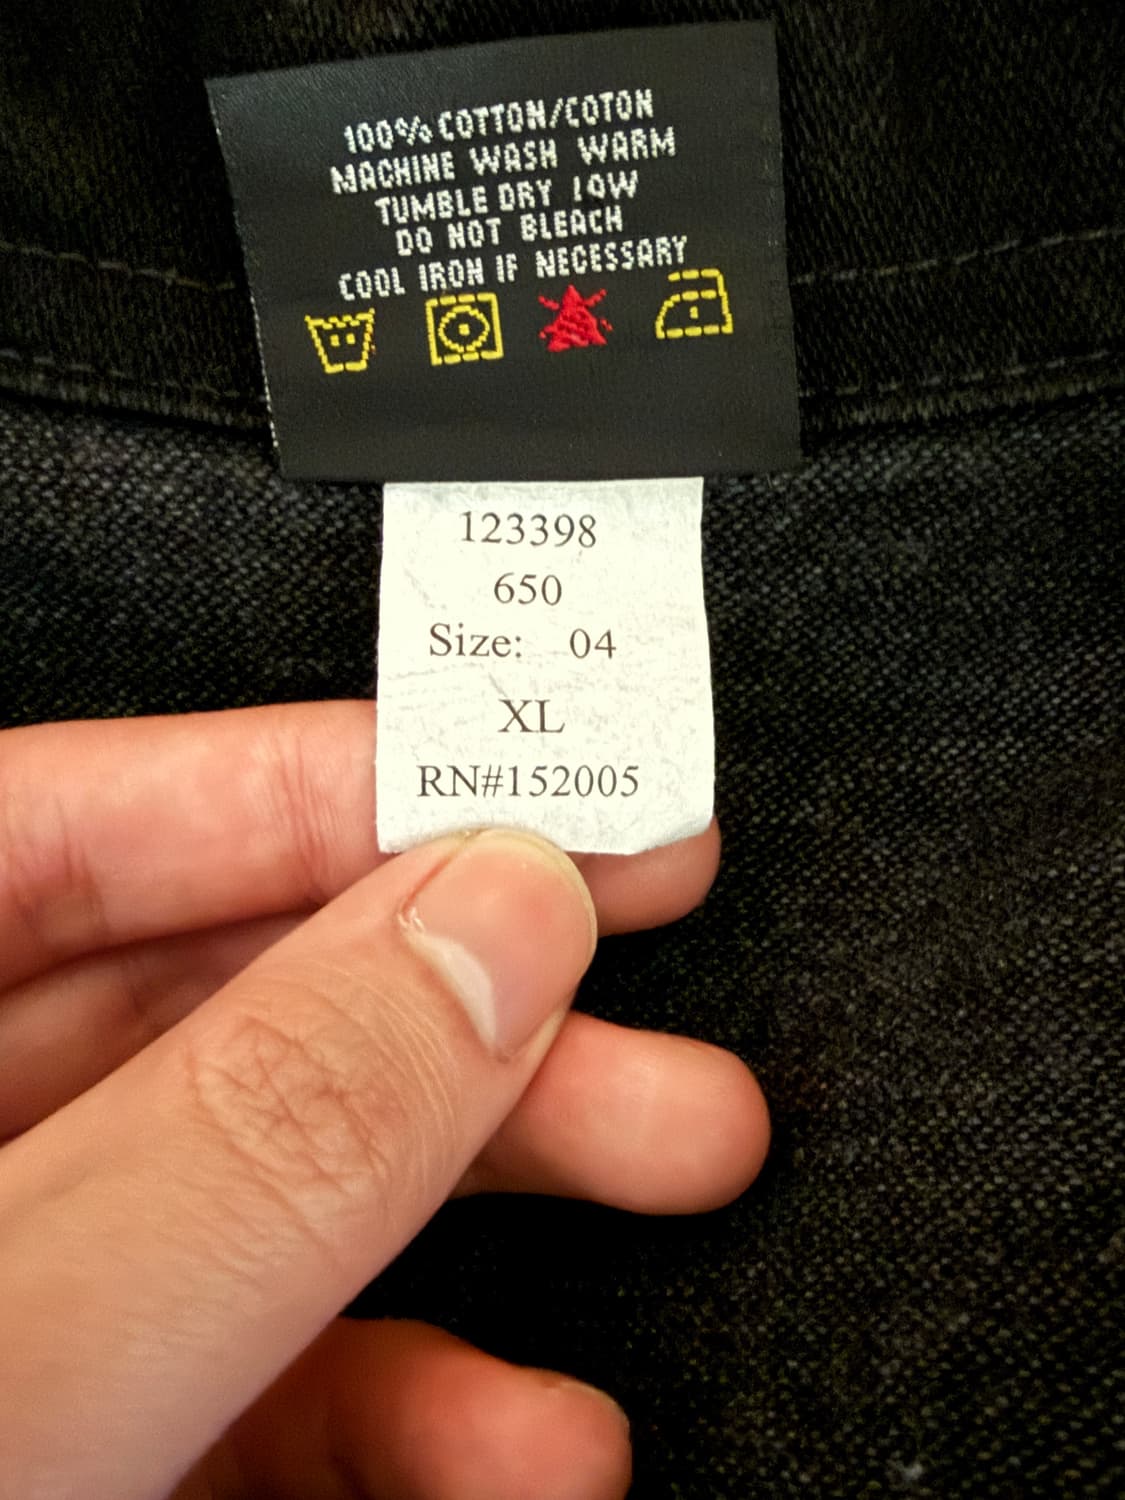 100% COTTON/COTON
MACHINE WASH WARM
TUMBLE DRY LOW
DO NOT BLEACH
COOL IRON IF NECESSARY
123398
650
Size: 04
XL
RN#152005